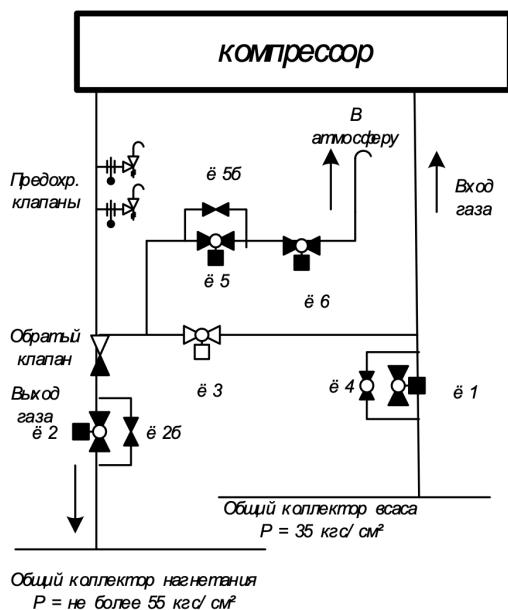 компрессор
В
атмосферу
Предохр.
клапаны
ё 5б
Вход
газа
ё 5
ё 6
Обратый
клапан
ё 3
ё 4
ё 1
Выход
газа
ё 2
ё 2б
Общий коллектор всаса
Р = 35 кгс/ см²
Общий коллектор нагнетания
Р = не более 55 кгс/ см²